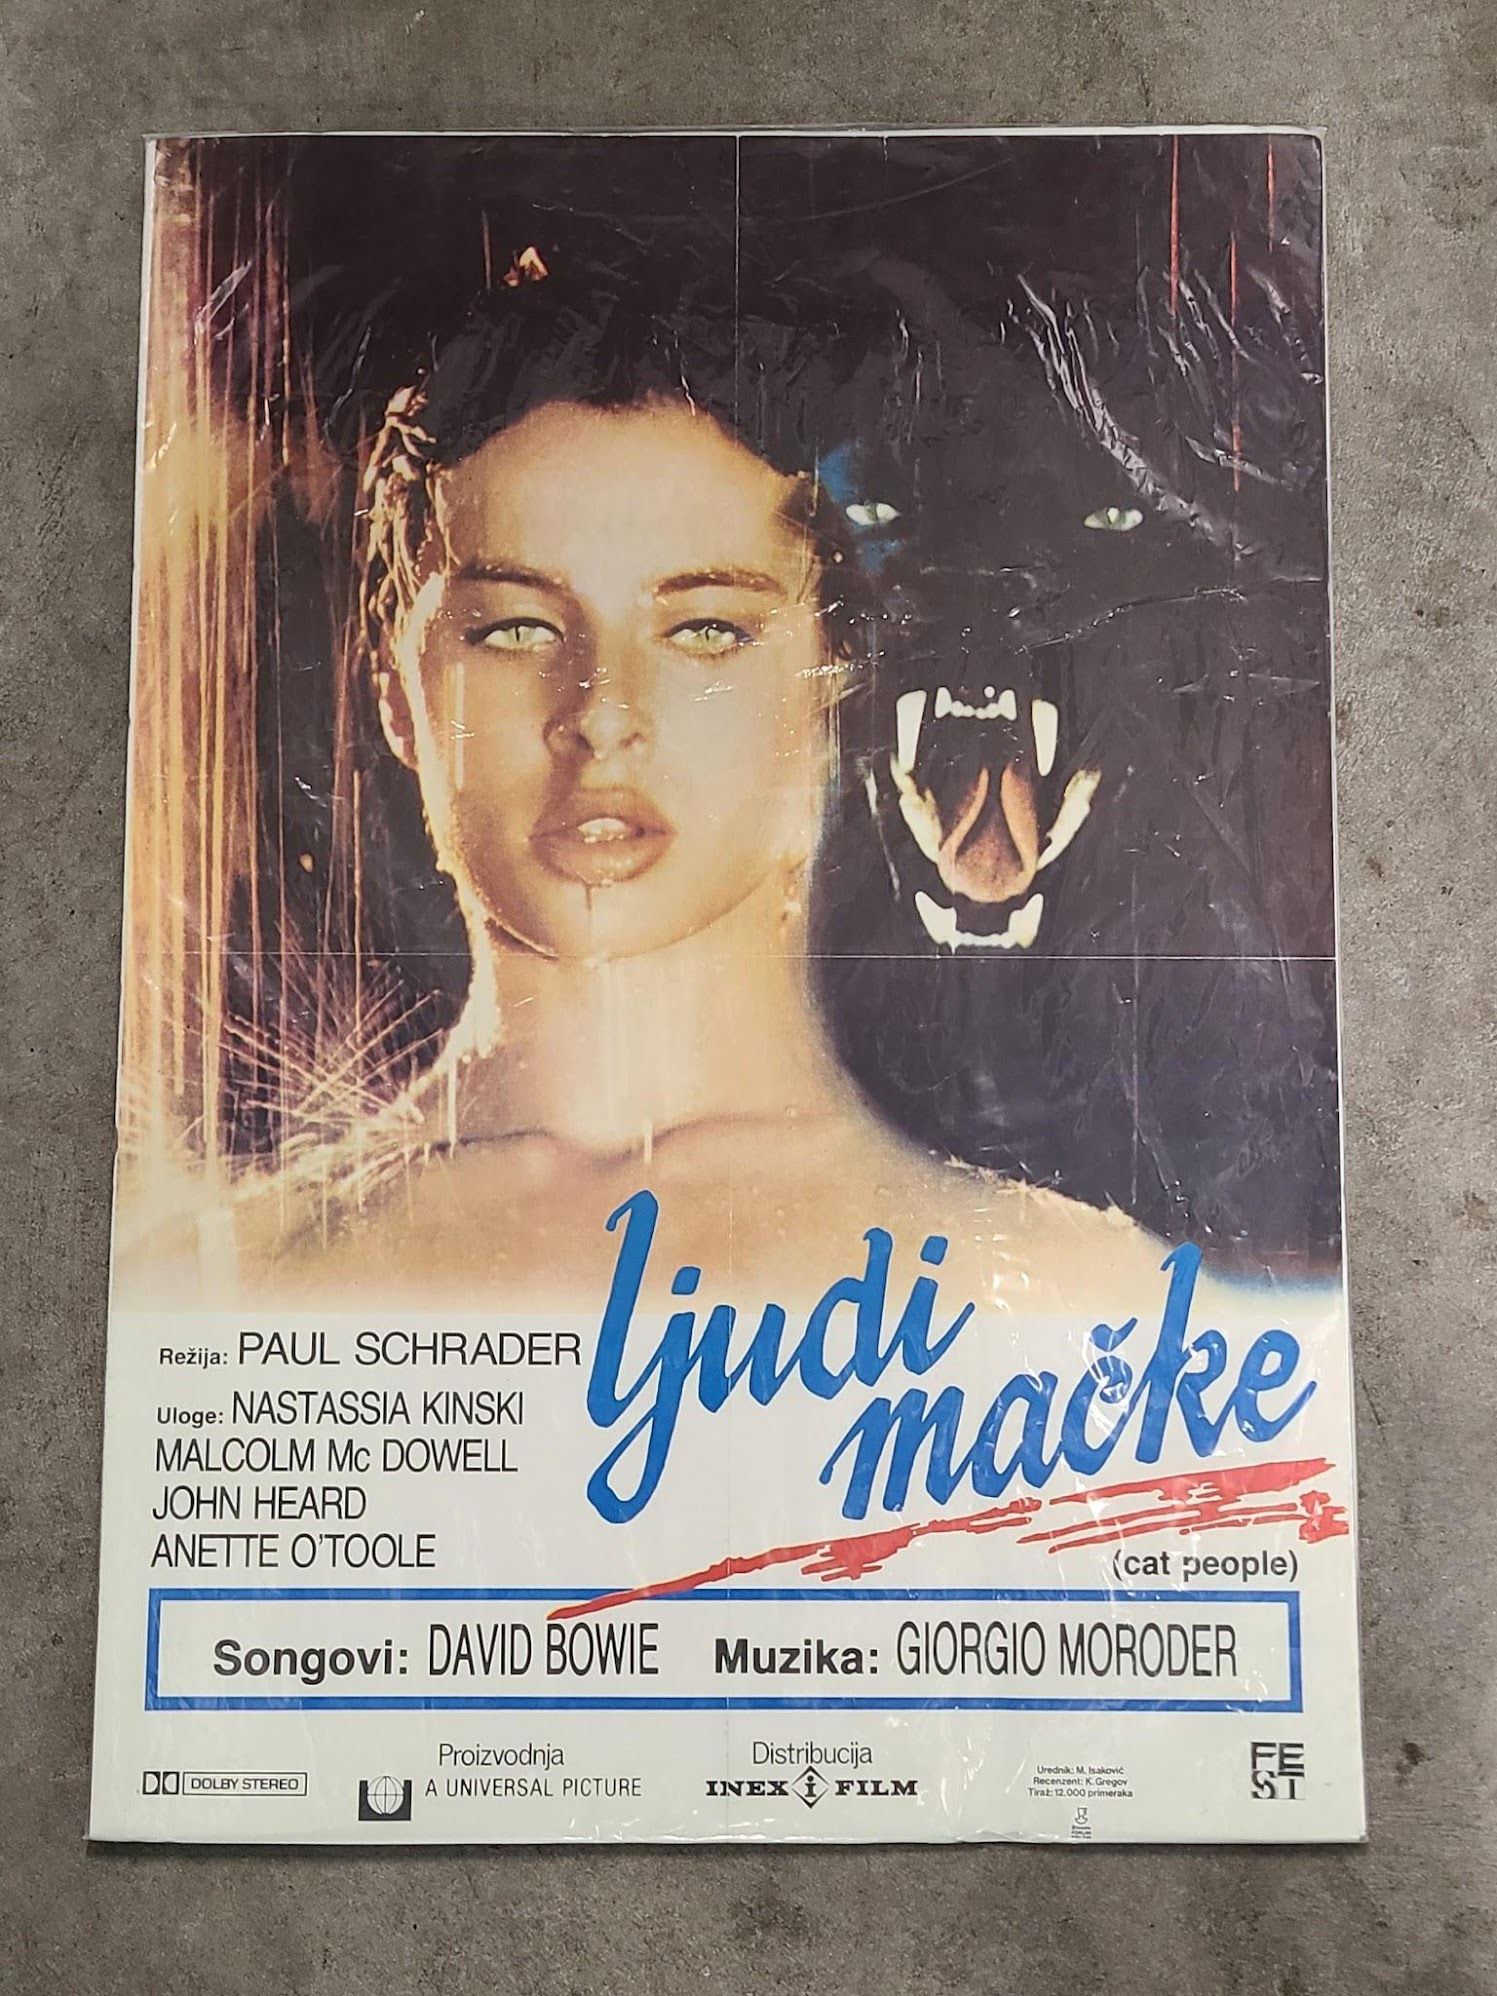 ljudi
mačke
(cat people)
Režija: PAUL SCHRADER
Uloge: NASTASSIA KINSKI
MALCOLM Mc DOWELL
JOHN HEARD
ANETTE O'TOOLE
Songovi: DAVID BOWIE Muzika: GIORGIO MORODER
DOLBY STEREO
Proizvodnja
A UNIVERSAL PICTURE
Distribucija
INEX i FILM
Urednik: M. Isaković
Recenzent: K. Gregov
Tiraž: 12.000 primeraka
FE
ST